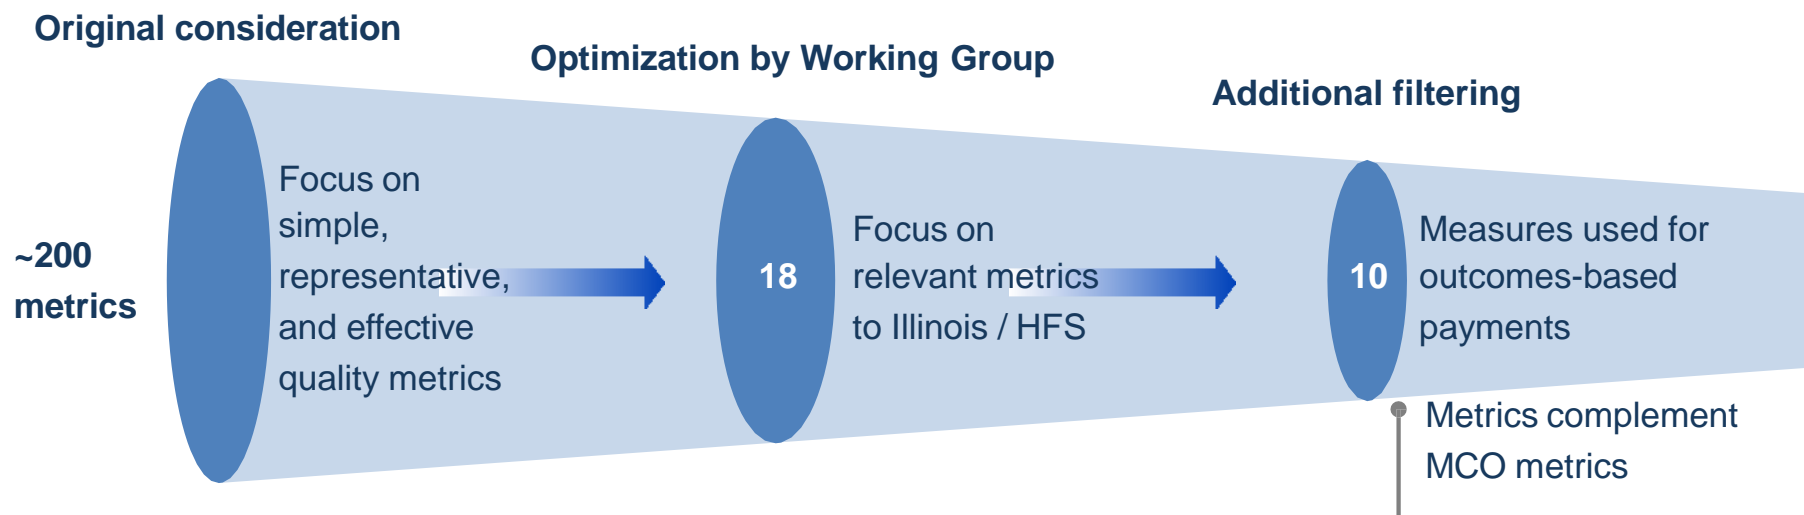 Original consideration
Optimization by Working Group
Additional filtering
~200
metrics
Focus on
simple,
representative,
and effective
quality metrics
18
Focus on
relevant metrics
to Illinois / HFS
10
Measures used for
outcomes-based
payments
Metrics complement
MCO metrics